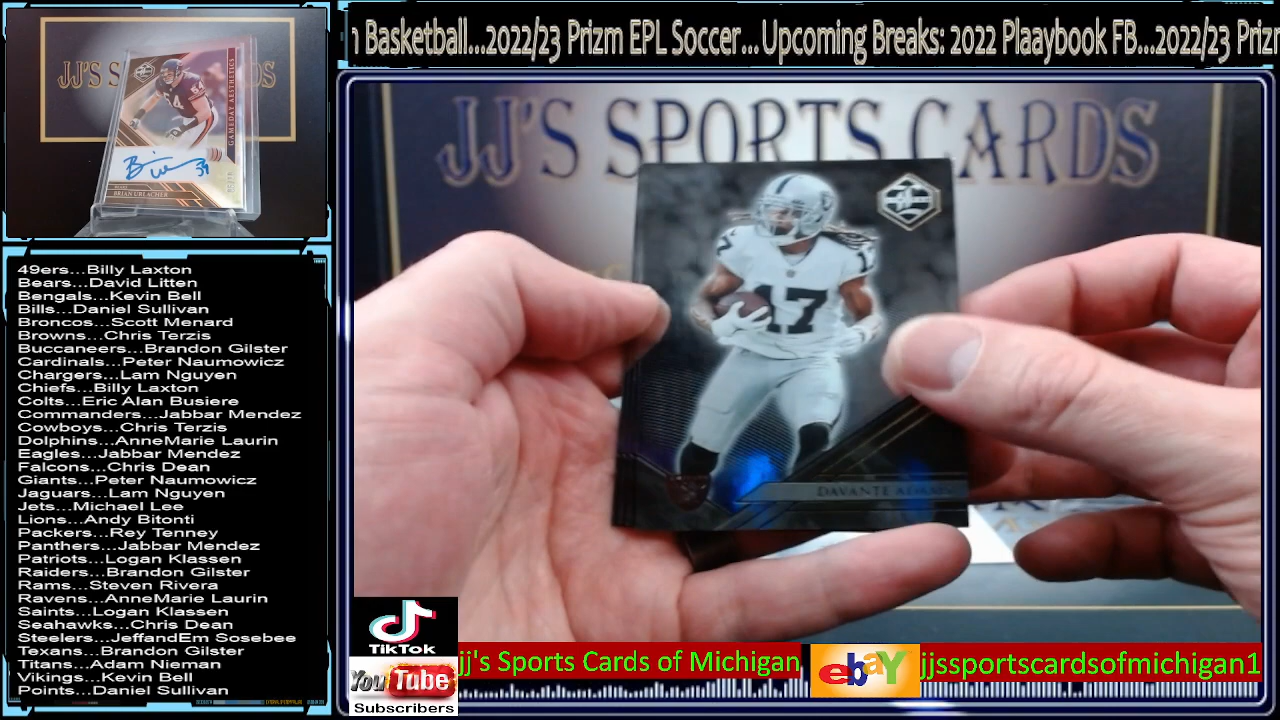 n Basketball...2022/23 Prizm EPL Soccer...Upcoming Breaks: 2022 Plaaybook FB...2022/23 Priz
JJ'S CARDS
54
GAMEDAY AESTHETICS
BEARS
BRIAN URLACHER
JJ'S SPORTS CARDS
17
17
DAVANTE ADAMS
49ers...Billy Laxton
Bears...David Litten
Bengals...Kevin Bell
Bills...Daniel Sullivan
Broncos...Scott Menard
Browns...Chris Terzis
Buccaneers...Brandon Gilster
Cardinals...Peter Naumowicz
Chargers...Lam Nguyen
Chiefs...Billy Laxton
Colts...Eric Alan Busiere
Commanders...Jabbar Mendez
Cowboys...Chris Terzis
Dolphins...AnneMarie Laurin
Eagles...Jabbar Mendez
Falcons...Chris Dean
Giants...Peter Naumowicz
Jaguars...Lam Nguyen
Jets...Michael Lee
Lions...Andy Bitonti
Packers...Rey Tenney
Panthers...Jabbar Mendez
Patriots...Logan Klassen
Raiders...Brandon Gilster
Rams...Steven Rivera
Ravens...AnneMarie Laurin
Saints...Logan Klassen
Seahawks...Chris Dean
Steelers...JeffandEm Sosebee
Texans...Brandon Gilster
Titans...Adam Nieman
Vikings...Kevin Bell
Points...Daniel Sullivan
TikTok
YouTube
Subscribers
jj's Sports Cards of Michigan
ebay
jjssportscardsofmichigan1